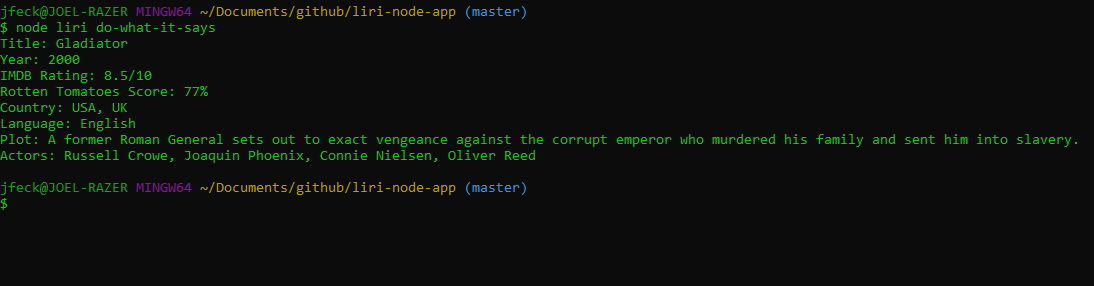 jfeck@JOEL-RAZER MINGW64 ~/Documents/github/liri-node-app (master)
$ node liri do-what-it-says
Title: Gladiator
Year: 2000
IMDB Rating: 8.5/10
Rotten Tomatoes Score: 77%
Country: USA, UK
Language: English
Plot: A former Roman General sets out to exact vengeance against the corrupt emperor who murdered his family and sent him into slavery.
Actors: Russell Crowe, Joaquin Phoenix, Connie Nielsen, Oliver Reed
jfeck@JOEL-RAZER MINGW64 ~/Documents/github/liri-node-app (master)
$